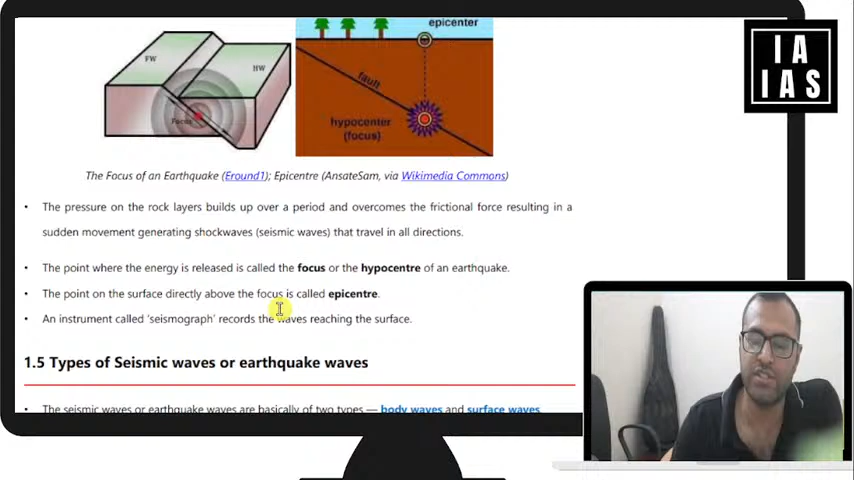 epicenter
I A
I A S
FW
HW
Focus
fault
hypocenter
(focus)
The Focus of an Earthquake (Eround1); Epicentre (AnsateSam, via Wikimedia Commons)
• The pressure on the rock layers builds up over a period and overcomes the frictional force resulting in a
sudden movement generating shockwaves (seismic waves) that travel in all directions.
• The point where the energy is released is called the focus or the hypocentre of an earthquake.
• The point on the surface directly above the focus is called epicentre.
• An instrument called ‘seismograph’ records the waves reaching the surface.
1.5 Types of Seismic waves or earthquake waves
• The seismic waves or earthquake waves are basically of two types — body waves and surface waves